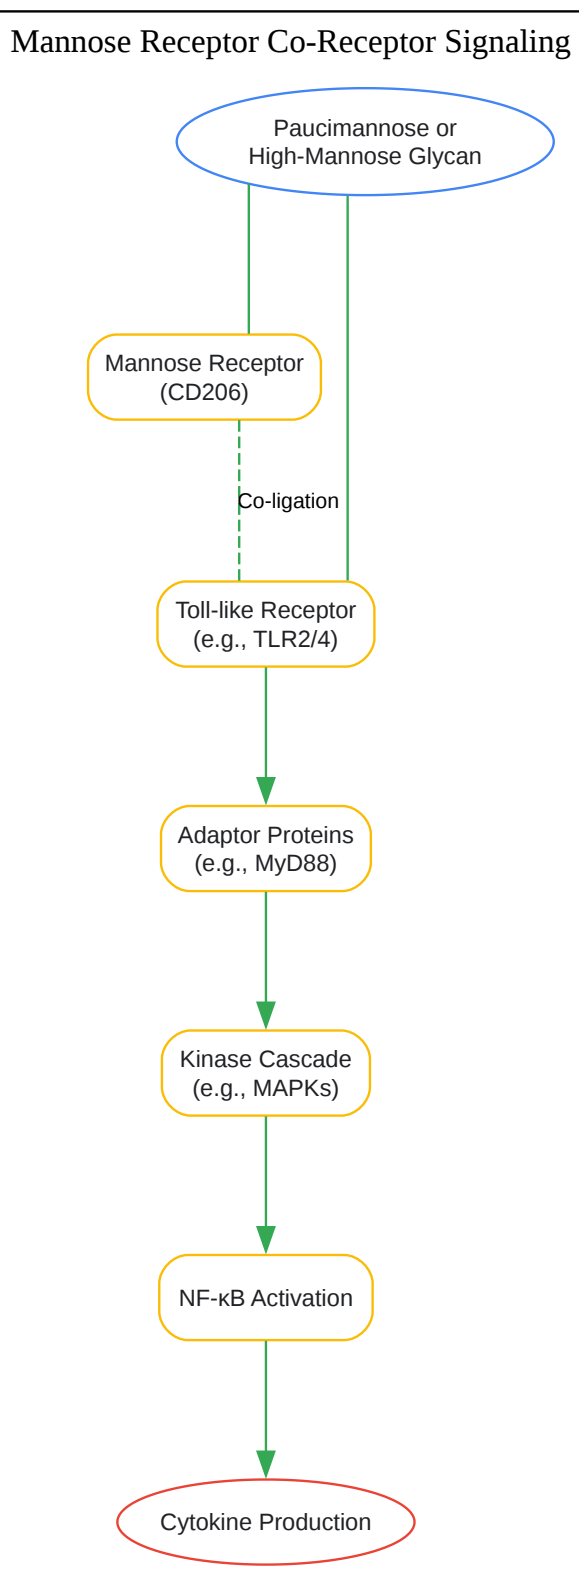 Mannose Receptor Co-Receptor Signaling
Paucimannose or
High-Mannose Glycan
Mannose Receptor
(CD206)
Co-ligation
Toll-like Receptor
(e.g., TLR2/4)
Adaptor Proteins
(e.g., MyD88)
Kinase Cascade
(e.g., MAPKs)
NF-κB Activation
Cytokine Production